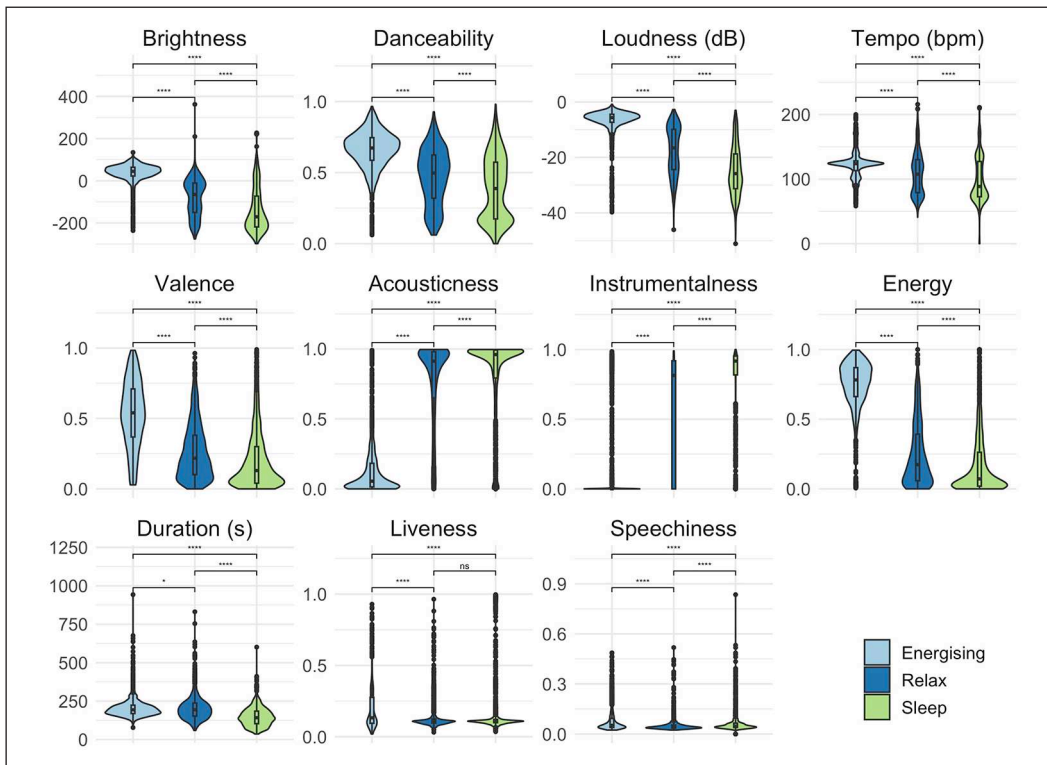 Brightness Danceability Loudness (dB) Tempo (bpm)
**** **** **** ****
**** **** **** ****
**** **** **** ****
400 1.0 0 200
200 0.5 -20 100
0 0.0 -40 0
-200
Valence Acousticness Instrumentalness Energy
**** **** **** ****
**** **** **** ****
**** **** **** ****
1.0 1.0 1.0 1.0
0.5 0.5 0.5 0.5
0.0 0.0 0.0 0.0
Duration (s) Liveness Speechiness
**** **** ****
**** ns ****
* **** ****
1250 1.0 0.9
1000 0.5 0.6
750 0.0 0.3
500 0.0
250
0
Energising
Relax
Sleep